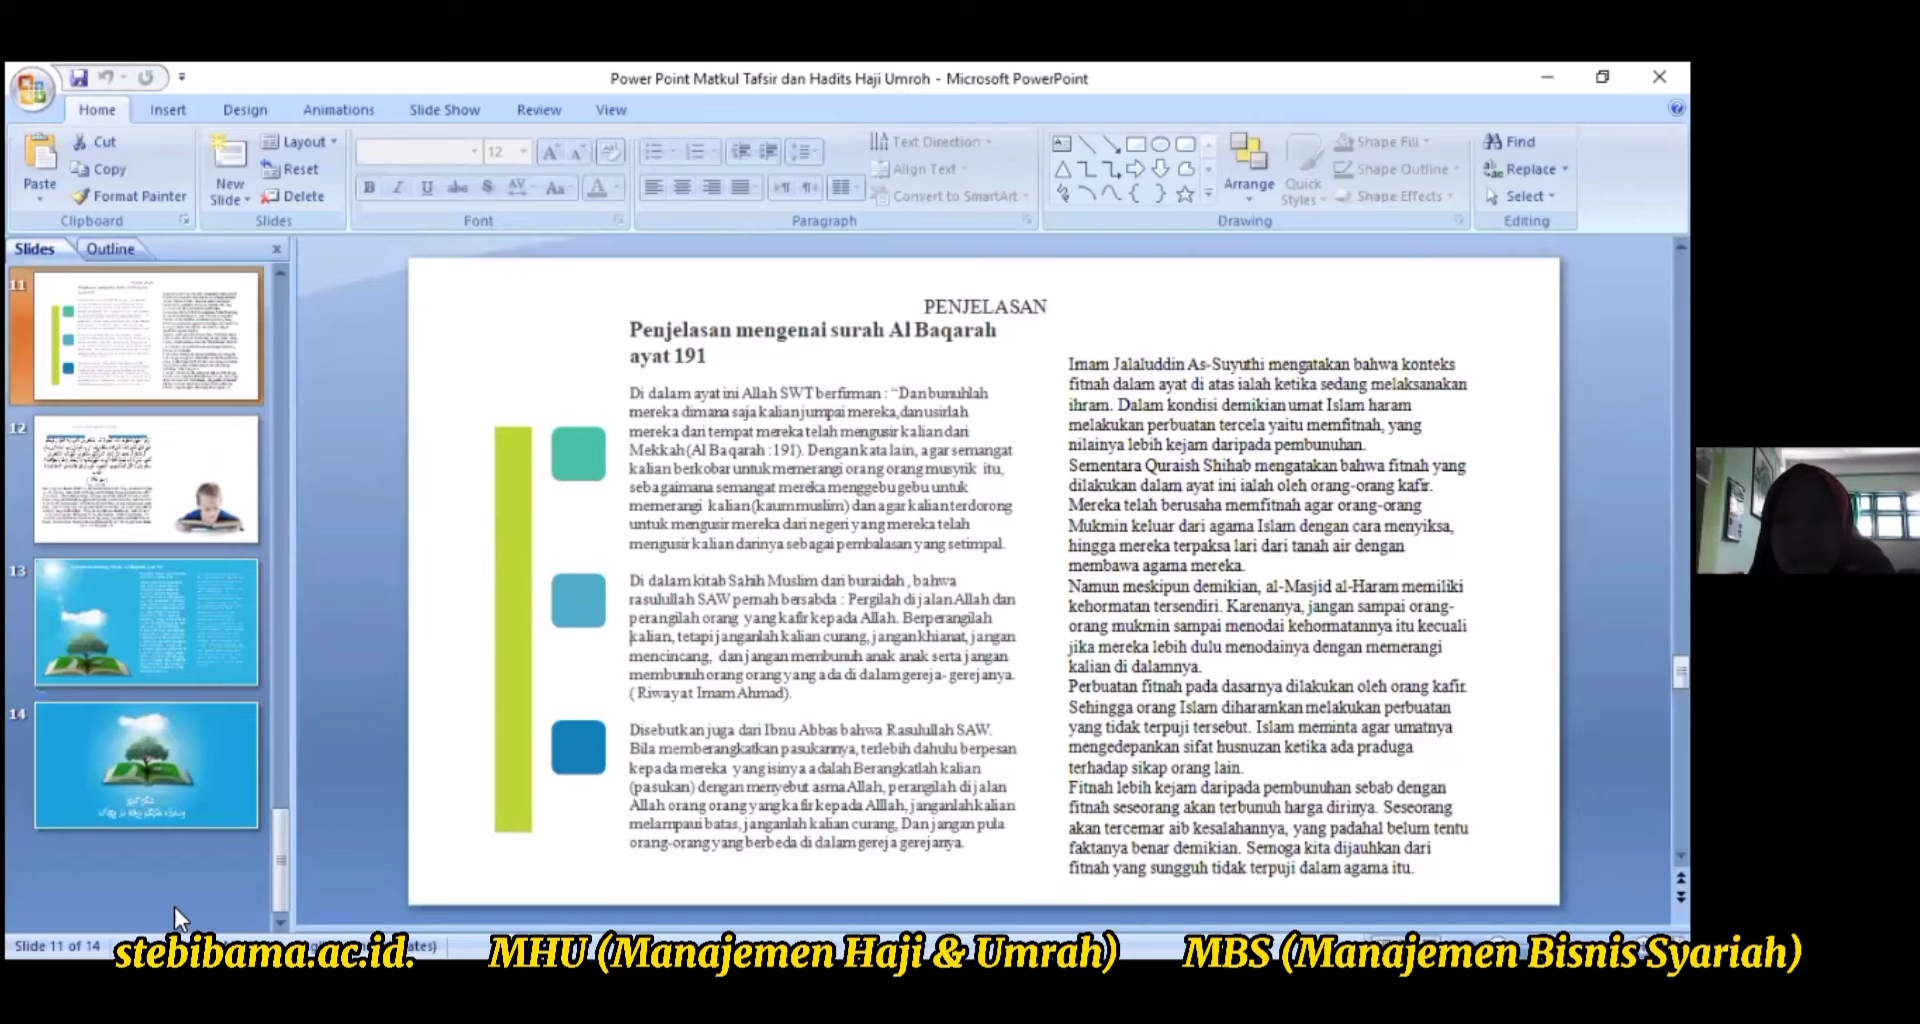 Power Point Matkul Tafsir dan Hadits Haji Umroh - Microsoft PowerPoint
Home Insert Design Animations Slide Show Review View
Paste
Cut
Copy
Format Painter
Clipboard
New Slide
Layout
Reset
Delete
Slides
12
Font
Text Direction
Align Text
Convert to SmartArt
Paragraph
Arrange
Quick Styles
Shape Fill
Shape Outline
Shape Effects
Drawing
Find
Replace
Select
Editing
Slides Outline
11
12
13
14
PENJELASAN
Penjelasan mengenai surah Al Baqarah
ayat 191
Di dalam ayat ini Allah SWT berfirman : “Dan bunuhlah
mereka dimana saja kalian jumpai mereka, dan usirlah
mereka dari tempat mereka telah mengusir kalian dari
Mekkah (Al Baqarah : 191). Dengan kata lain, agar semangat
kalian berkobar untuk memerangi orang orang musyrik itu,
sebagaimana semangat mereka menggebu gebu untuk
memerangi kalian (kaum muslim) dan agar kalian terdorong
untuk mengusir mereka dari negeri yang mereka telah
mengusir kalian darinya sebagai pembalasan yang setimpal.
Di dalam kitab Sahih Muslim dari buraidah , bahwa
rasulullah SAW pernah bersabda : Pergilah di jalan Allah dan
perangilah orang yang kafir kepada Allah. Berperangilah
kalian, tetapi janganlah kalian curang, jangan khianat, jangan
mencincang, dan jangan membunuh anak anak serta jangan
membunuh orang orang yang ada di dalam gereja- gerejanya.
( Riwayat Imam Ahmad).
Disebutkan juga dari Ibnu Abbas bahwa Rasulullah SAW.
Bila memberangkatkan pasukannya, terlebih dahulu berpesan
kepada mereka yang isinya adalah Berangkatlah kalian
(pasukan) dengan menyebut asma Allah, perangilah di jalan
Allah orang orang yang kafir kepada Alllah, janganlah kalian
melampaui batas, janganlah kalian curang, Dan jangan pula
orang-orang yang berbeda di dalam gereja gerejanya.
Imam Jalaluddin As-Suyuthi mengatakan bahwa konteks
fitnah dalam ayat di atas ialah ketika sedang melaksanakan
ihram. Dalam kondisi demikian umat Islam haram
melakukan perbuatan tercela yaitu memfitnah, yang
nilainya lebih kejam daripada pembunuhan.
Sementara Quraish Shihab mengatakan bahwa fitnah yang
dilakukan dalam ayat ini ialah oleh orang-orang kafir.
Mereka telah berusaha memfitnah agar orang-orang
Mukmin keluar dari agama Islam dengan cara menyiksa,
hingga mereka terpaksa lari dari tanah air dengan
membawa agama mereka.
Namun meskipun demikian, al-Masjid al-Haram memiliki
kehormatan tersendiri. Karenanya, jangan sampai orang-
orang mukmin sampai menodai kehormatannya itu kecuali
jika mereka lebih dulu menodainya dengan memerangi
kalian di dalamnya.
Perbuatan fitnah pada dasarnya dilakukan oleh orang kafir.
Sehingga orang Islam diharamkan melakukan perbuatan
yang tidak terpuji tersebut. Islam meminta agar umatnya
mengedepankan sifat husnuzan ketika ada praduga
terhadap sikap orang lain.
Fitnah lebih kejam daripada pembunuhan sebab dengan
fitnah seseorang akan terbunuh harga dirinya. Seseorang
akan tercemar aib kesalahannya, yang padahal belum tentu
faktanya benar demikian. Semoga kita dijauhkan dari
fitnah yang sungguh tidak terpuji dalam agama itu.
Slide 11 of 14
stebibama.ac.id. MHU (Manajemen Haji & Umrah) MBS (Manajemen Bisnis Syariah)